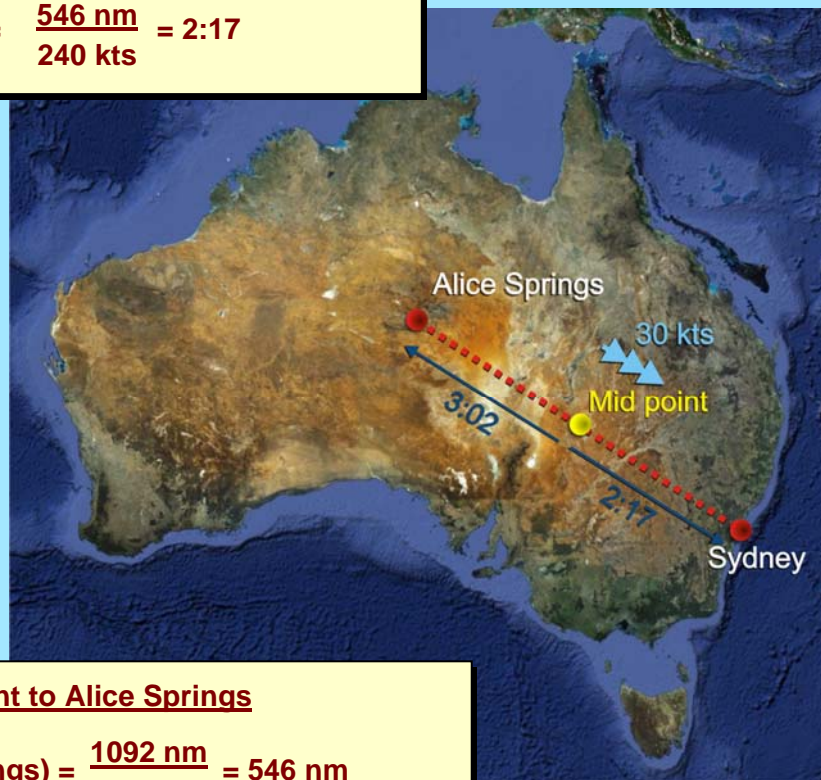 546 nm
= 2:17
240 kts
Alice Springs
30 kts
Mid point
3:02
2:17
Sydney
to Alice Springs
1092 nm
= = 546 nm